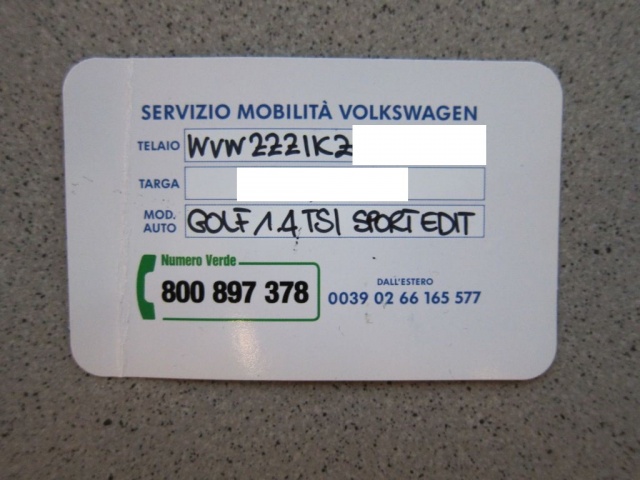 SERVIZIO MOBILITÀ VOLKSWAGEN
TELAIO WVWZZZ1KZ
TARGA
MOD. AUTO GOLF 1.4 TSI SPORT EDIT
Numero Verde
800 897 378
DALL'ESTERO
0039 02 66 165 577